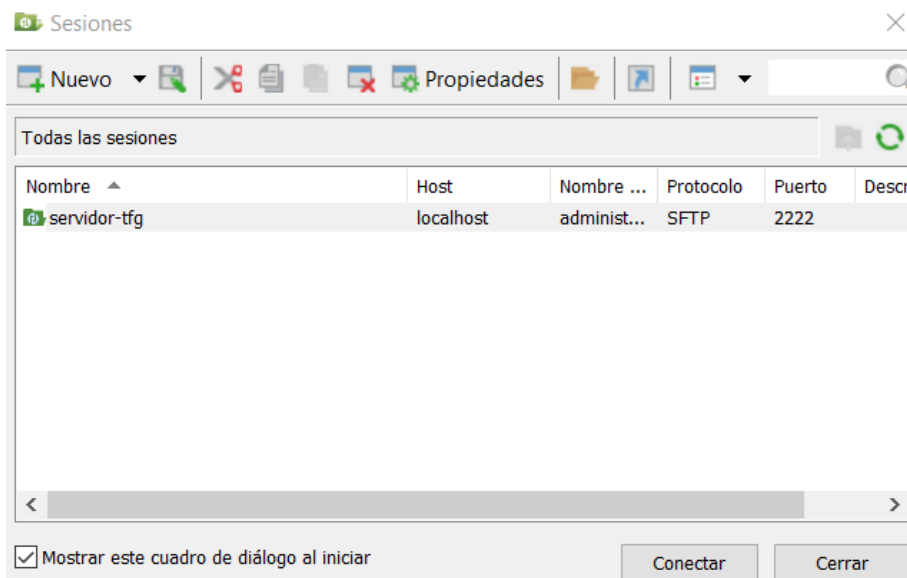 Sesiones
Nuevo Propiedades
Todas las sesiones
Nombre Host Nombre ... Protocolo Puerto Descr
servidor-tfg localhost administ... SFTP 2222
Mostrar este cuadro de diálogo al iniciar Conectar Cerrar